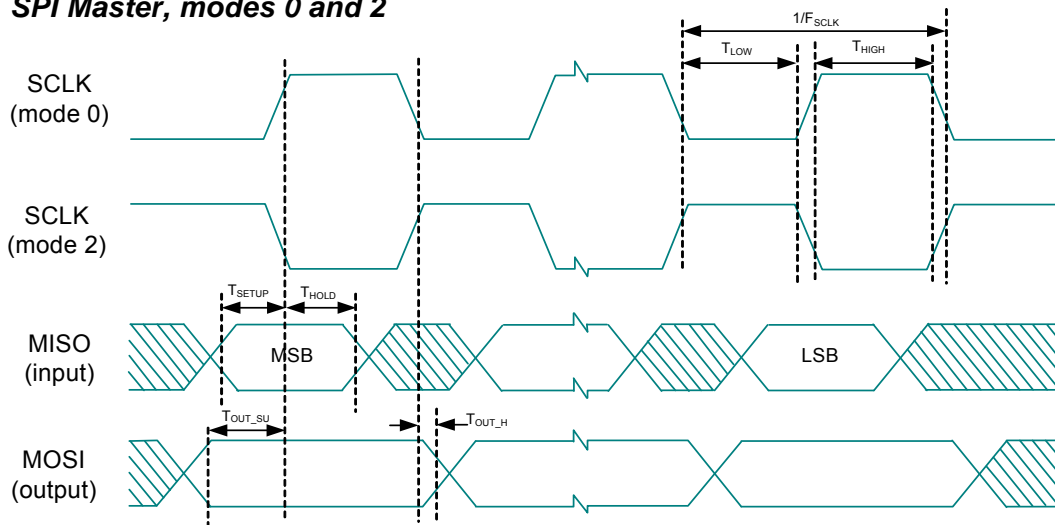 SPI Master, modes 0 and 2
1/FSCLK
TLOW
THIGH
SCLK
(mode 0)
SCLK
(mode 2)
TSETUP
THOLD
MISO
(input)
MSB
LSB
TOUT_SU
TOUT_H
MOSI
(output)